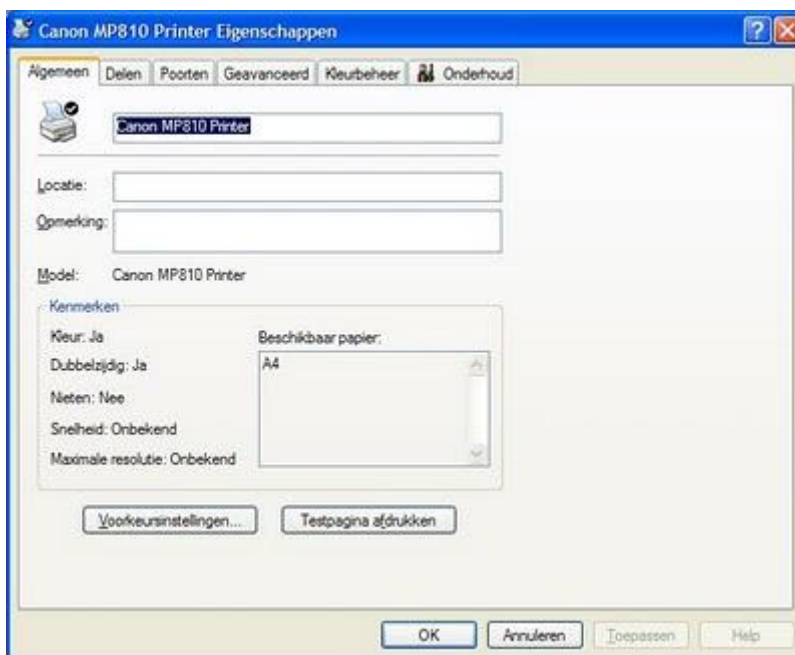 Canon MP810 Printer Eigenschappen
Algemeen Delen Poorten Geavanceerd Kleurbeheer Onderhoud
Canon MP810 Printer
Locatie:
Opmerking:
Model: Canon MP810 Printer
Kenmerken
Kleur: Ja Beschikbaar papier:
Dubbelzijdig: Ja A4
Nieten: Nee
Snelheid: Onbekend
Maximale resolutie: Onbekend
Voorkeursinstellingen... Testpagina afdrukken
OK Annuleren Toepassen Help